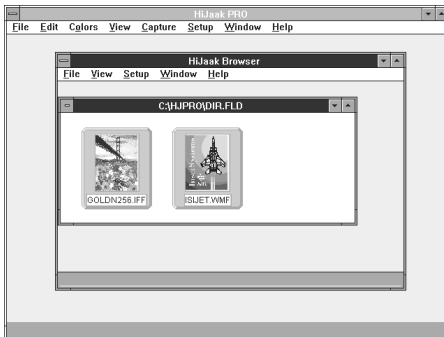 HiJaak PRO
File Edit Colors View Capture Setup Window Help
HiJaak Browser
File View Setup Window Help
C:\HJPRO\DIR.FLD
GOLDN256.IFF
ISIJET.WMF